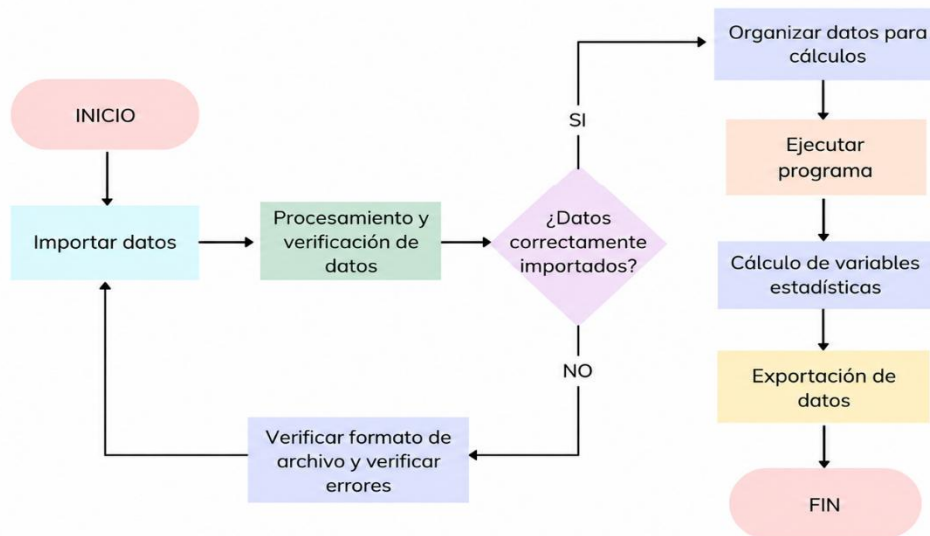 INICIO
Importar datos
Procesamiento y
verificación de
datos
¿Datos
correctamente
importados?
SI
Organizar datos para
cálculos
Ejecutar
programa
Cálculo de variables
estadísticas
Exportación de
datos
FIN
NO
Verificar formato de
archivo y verificar
errores